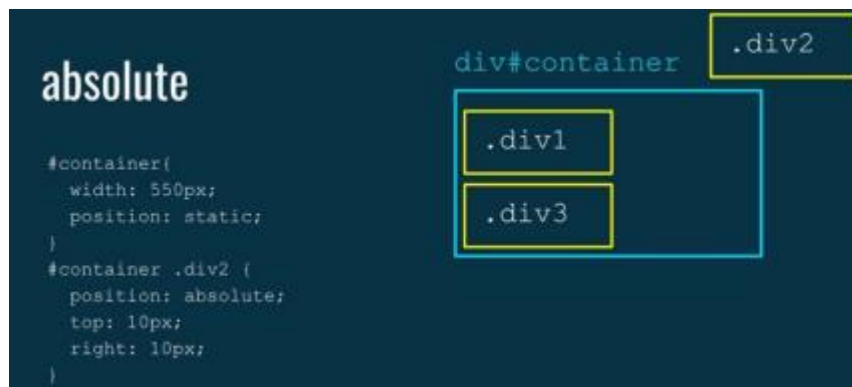 absolute
#container{
width: 550px;
position: static;
}
#container .div2 {
position: absolute;
top: 10px;
right: 10px;
}
div#container
.div2
.div1
.div3